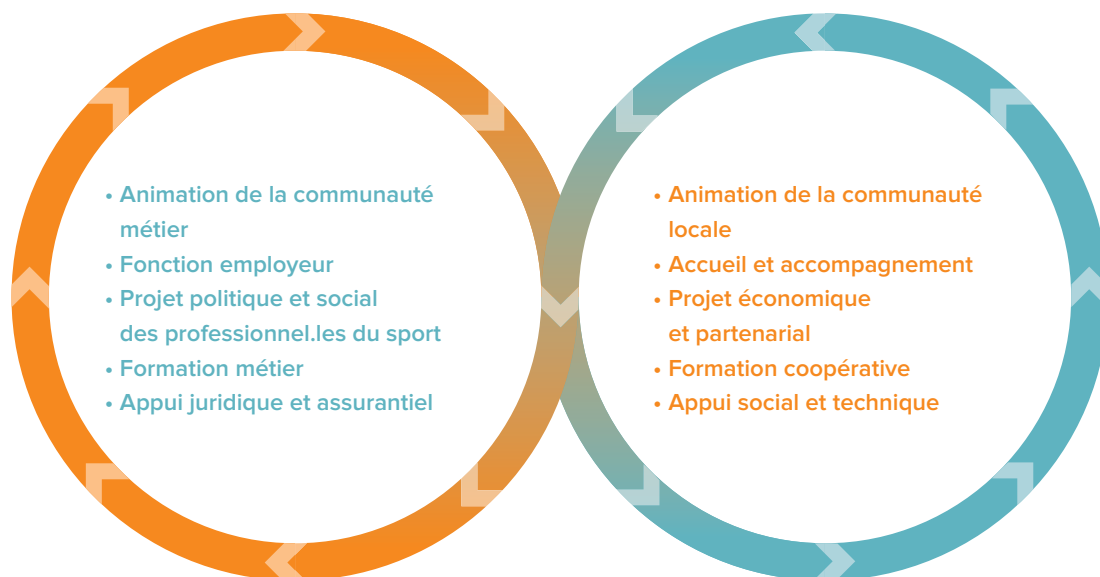 • Animation de la communauté
métier
• Fonction employeur
• Projet politique et social
des professionnel.les du sport
• Formation métier
• Appui juridique et assurantiel
• Animation de la communauté
locale
• Accueil et accompagnement
• Projet économique
et partenarial
• Formation coopérative
• Appui social et technique